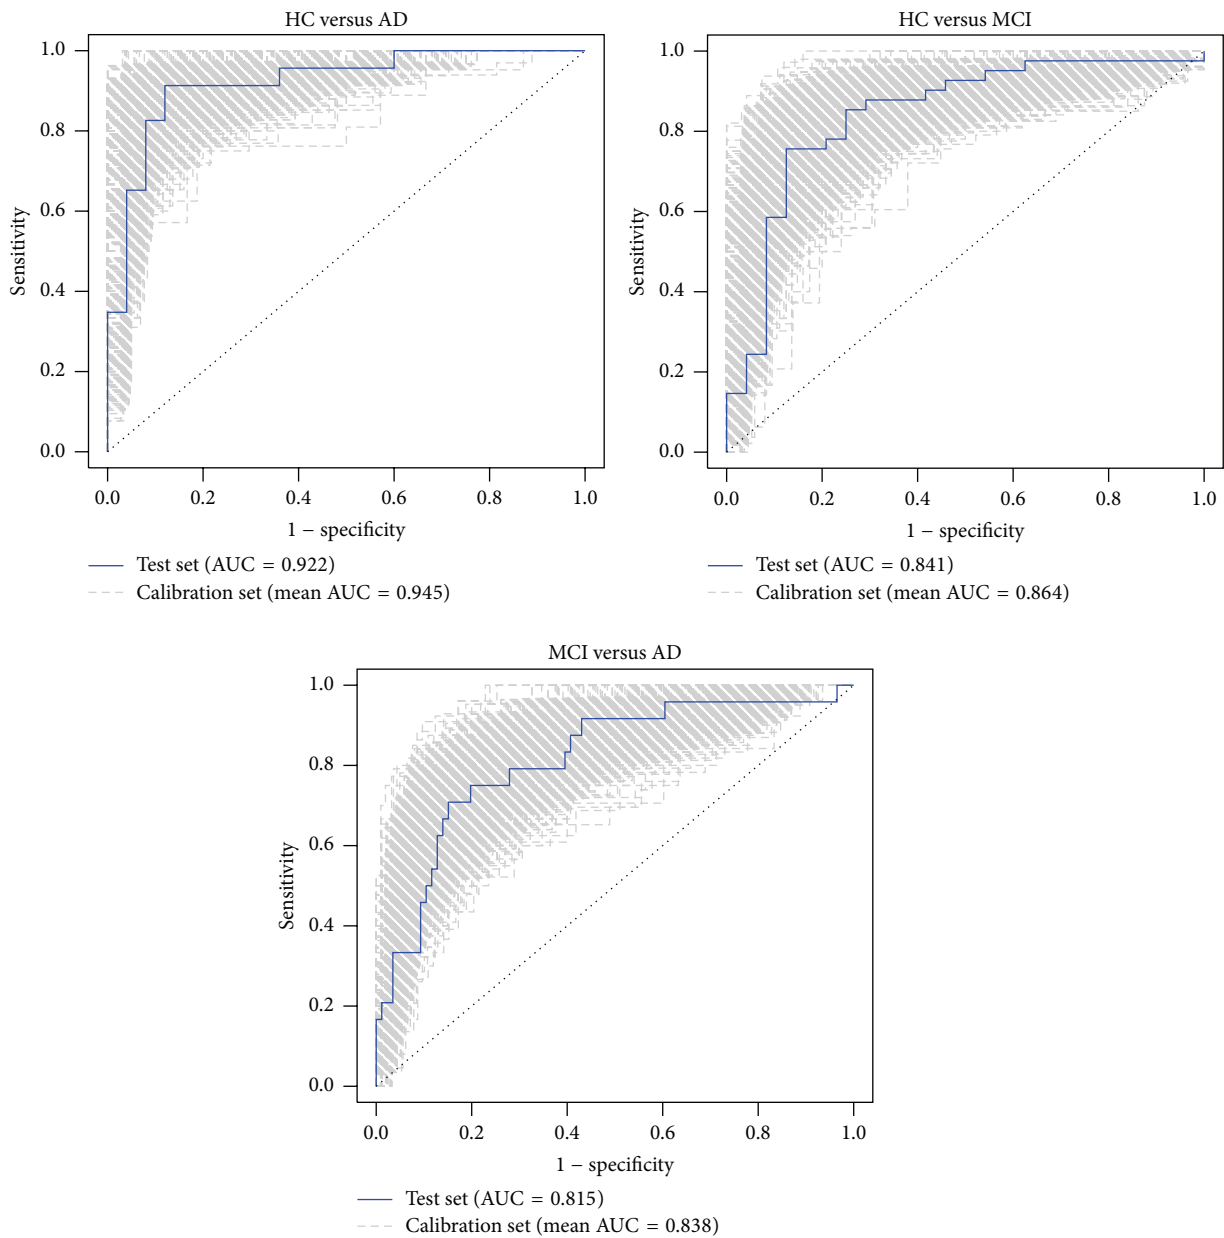 HC versus AD
Sensitivity
1.0
0.8
0.6
0.4
0.2
0.0
0.0 0.2 0.4 0.6 0.8 1.0
1 − specificity
Test set (AUC = 0.922)
Calibration set (mean AUC = 0.945)
HC versus MCI
Sensitivity
1.0
0.8
0.6
0.4
0.2
0.0
0.0 0.2 0.4 0.6 0.8 1.0
1 − specificity
Test set (AUC = 0.841)
Calibration set (mean AUC = 0.864)
MCI versus AD
Sensitivity
1.0
0.8
0.6
0.4
0.2
0.0
0.0 0.2 0.4 0.6 0.8 1.0
1 − specificity
Test set (AUC = 0.815)
Calibration set (mean AUC = 0.838)